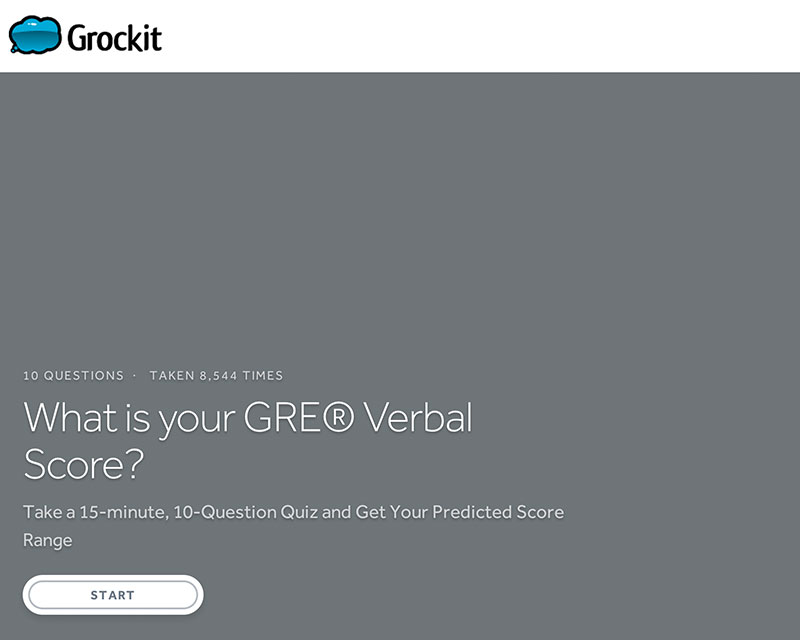 Grockit
10 QUESTIONS · TAKEN 8,544 TIMES
What is your GRE® Verbal
Score?
Take a 15-minute, 10-Question Quiz and Get Your Predicted Score
Range
START